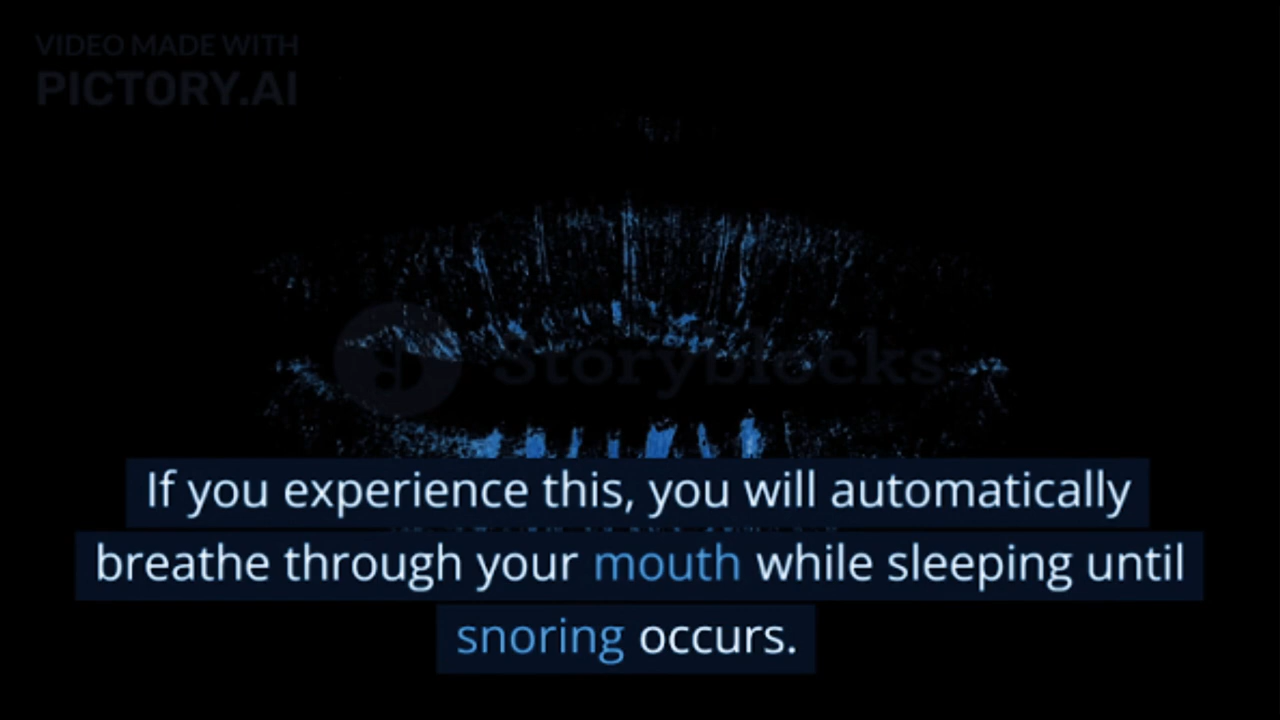 VIDEO MADE WITH
PICTORY.AI
Storyblocks
If you experience this, you will automatically
breathe through your mouth while sleeping until
snoring occurs.